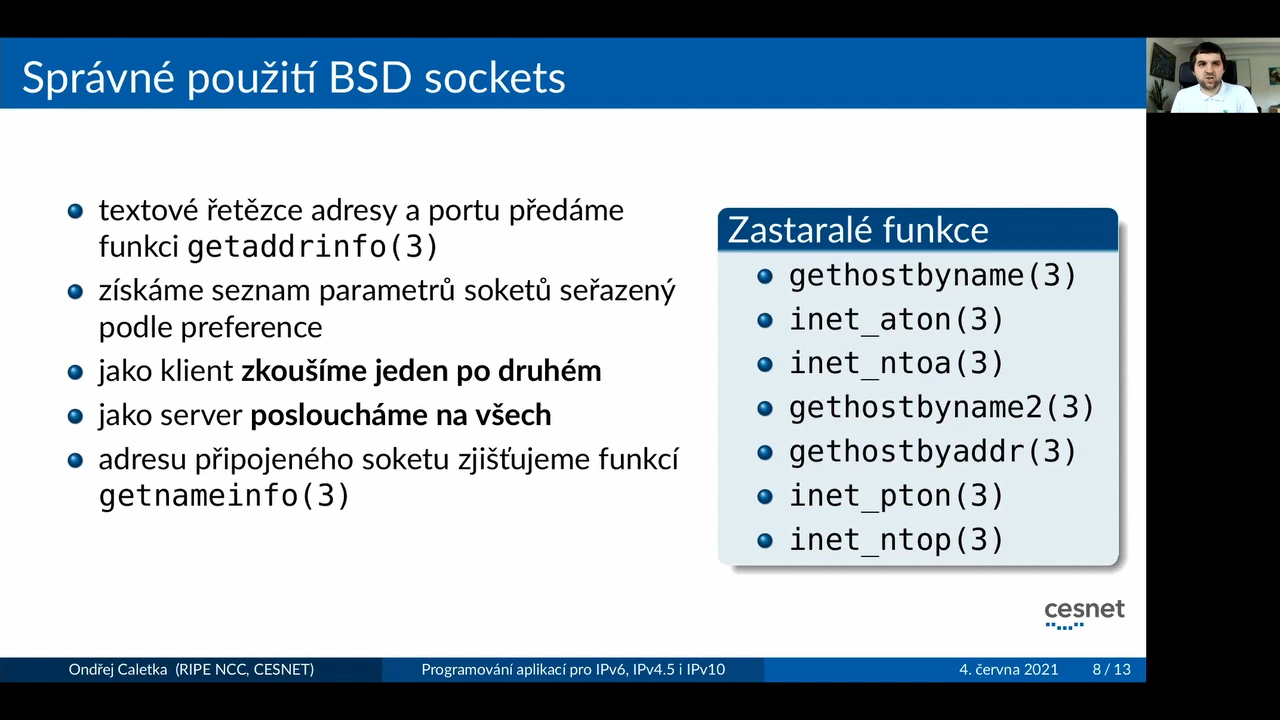 Správné použití BSD sockets
textové řetězce adresy a portu předáme
funkci getaddrinfo(3)
získáme seznam parametrů soketů seřazený
podle preference
jako klient zkoušíme jeden po druhém
jako server posloucháme na všech
adresu připojeného soketu zjišťujeme funkcí
getnameinfo(3)
Zastaralé funkce
gethostbyname(3)
inet_aton(3)
inet_ntoa(3)
gethostbyname2(3)
gethostbyaddr(3)
inet_pton(3)
inet_ntop(3)
cesnet
Ondřej Caletka (RIPE NCC, CESNET)
Programování aplikací pro IPv6, IPv4.5 i IPv10
4. června 2021
8 / 13